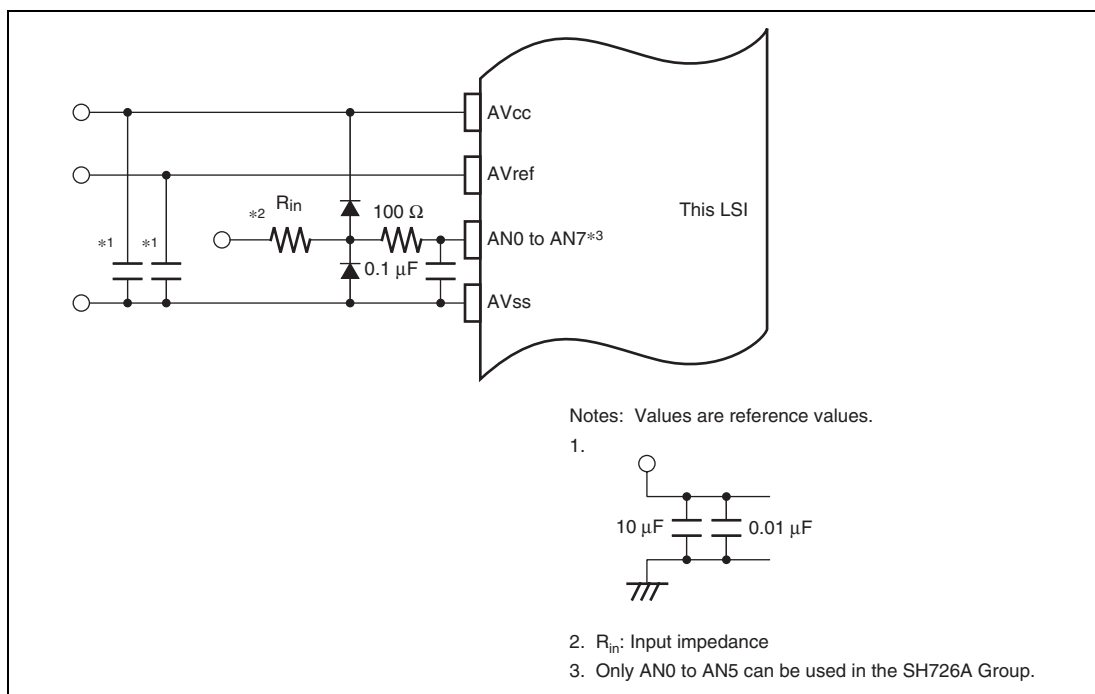 AVcc
AVref
This LSI
*2 Rin 100 Ω
*1 *1 AN0 to AN7*3
0.1 μF
AVss
Notes: Values are reference values.
1.
10 μF 0.01 μF
2. Rin: Input impedance
3. Only AN0 to AN5 can be used in the SH726A Group.